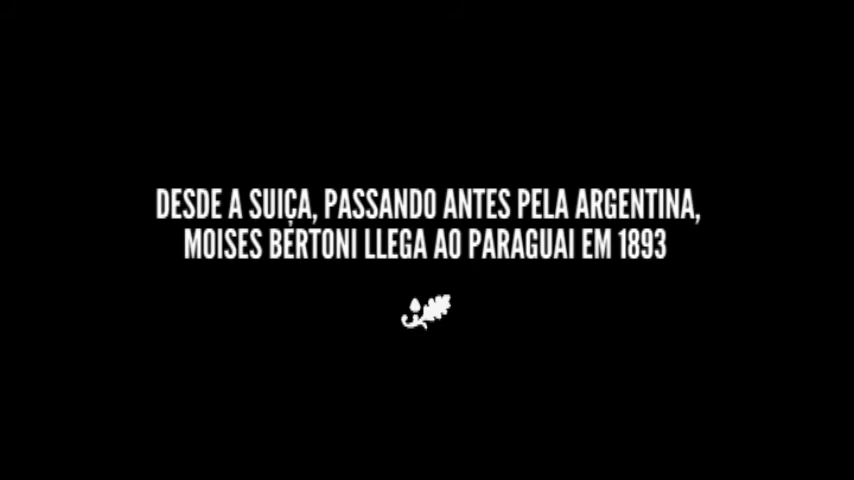 DESDE A SUIÇA, PASSANDO ANTES PELA ARGENTINA,
MOISES BERTONI LLEGA AO PARAGUAI EM 1893